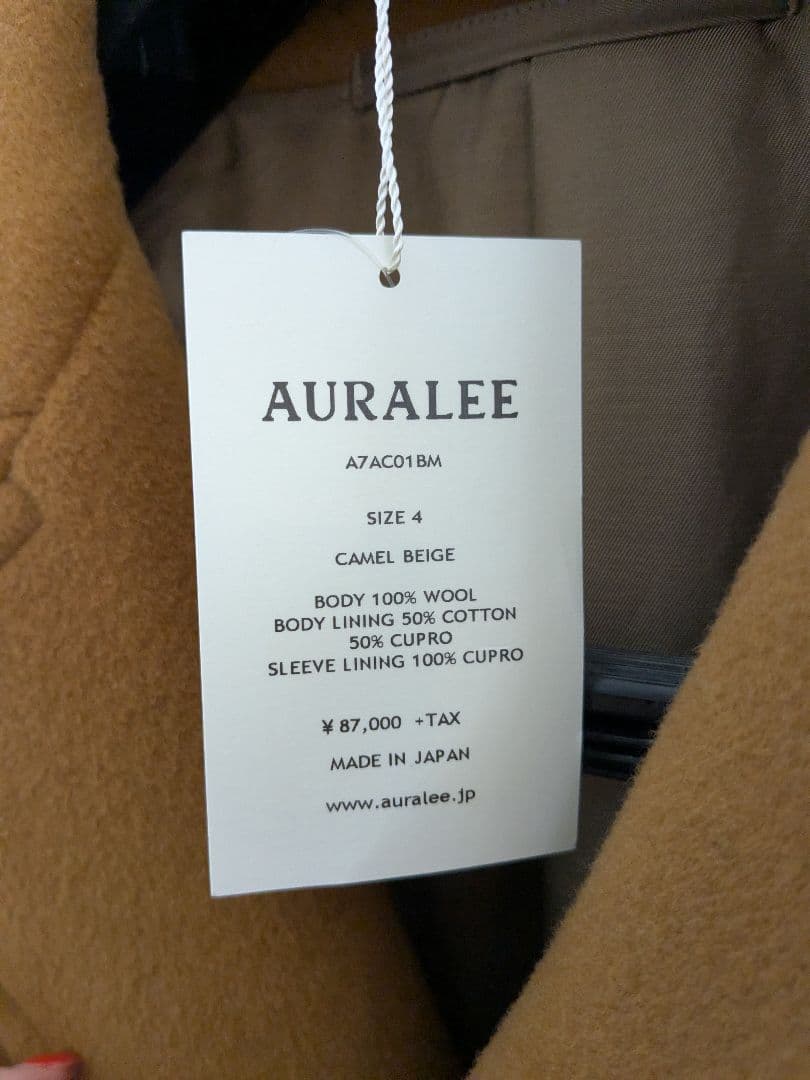 AURALEE
A7AC01BM
SIZE 4
CAMEL BEIGE
BODY 100% WOOL
BODY LINING 50% COTTON
50% CUPRO
SLEEVE LINING 100% CUPRO
¥ 87,000 +TAX
MADE IN JAPAN
www.auralee.jp